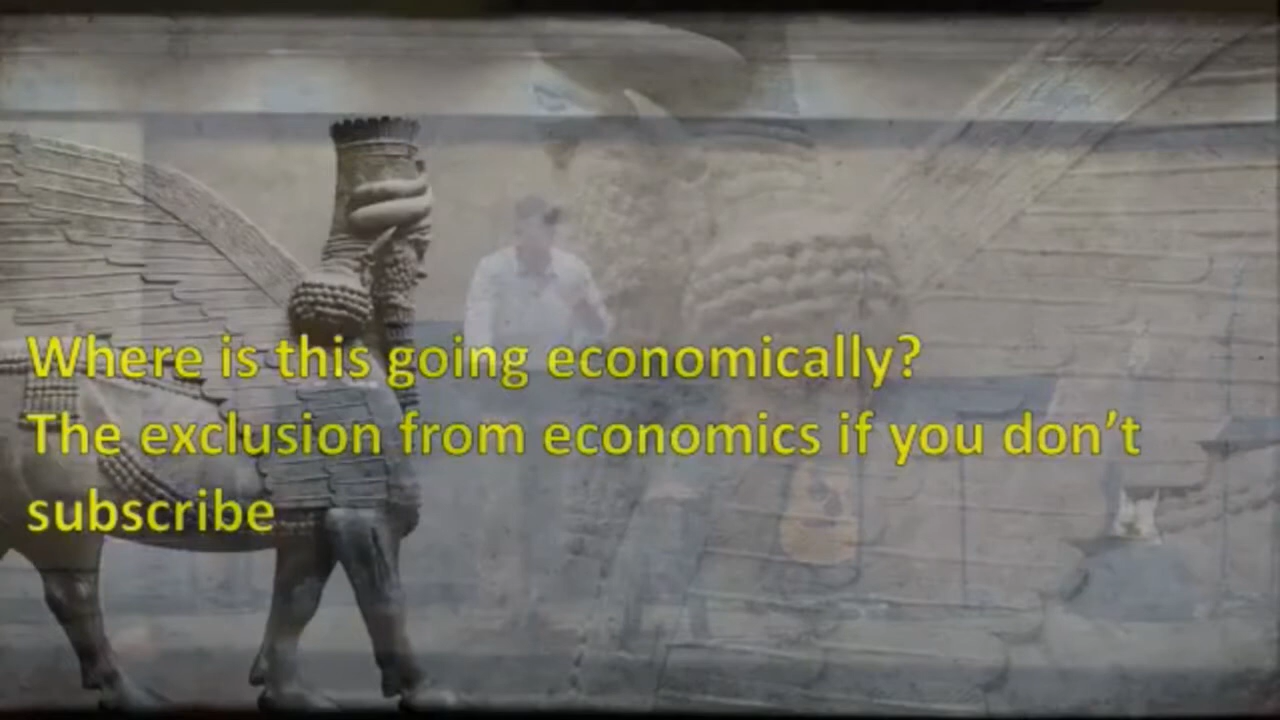 Where is this going economically?
The exclusion from economics if you don’t
subscribe